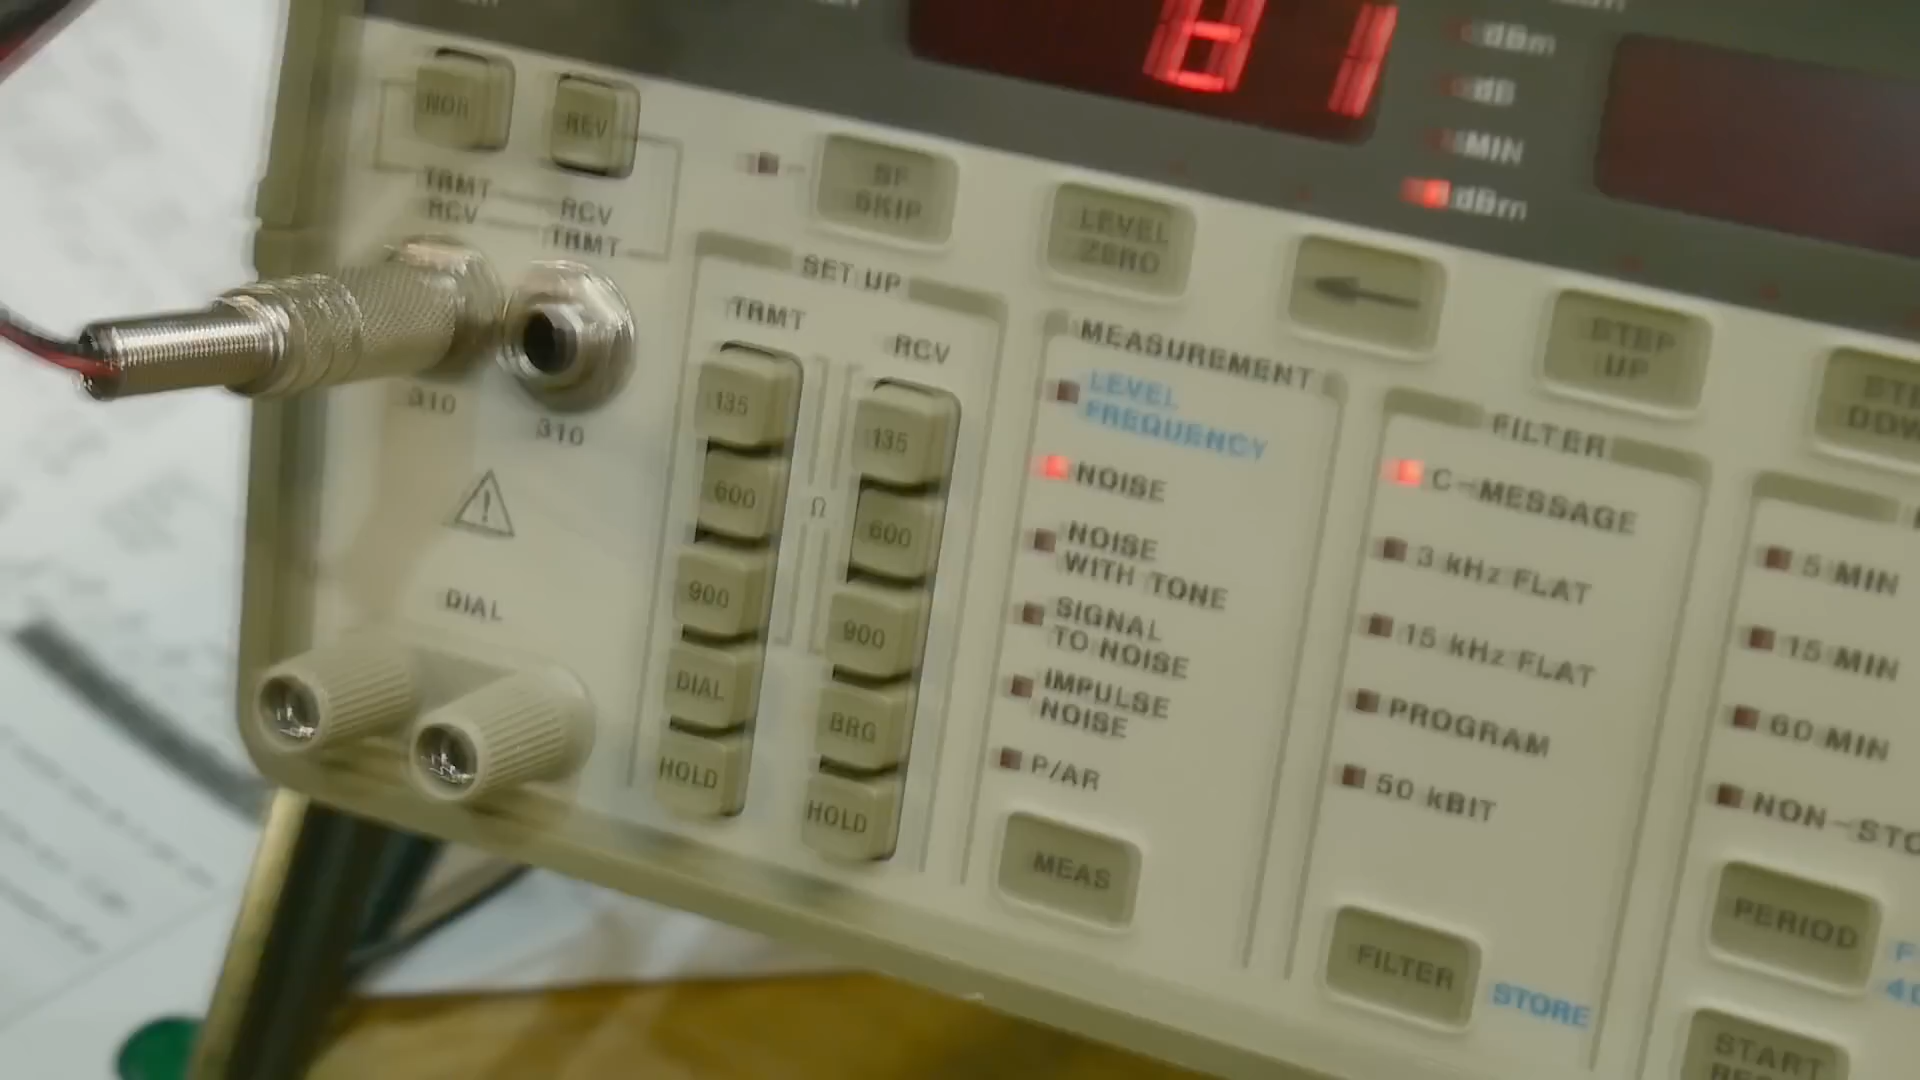 81
dBm
dB
MIN
dBrn
NOR
REV
TRMT
RCV
RCV
TRMT
310
310
DIAL
SF
SKIP
LEVEL
ZERO
STEP
UP
SET UP
TRMT
RCV
135
600
900
DIAL
HOLD
Ω
135
600
900
BRG
HOLD
MEASUREMENT
LEVEL
FREQUENCY
NOISE
NOISE
WITH TONE
SIGNAL
TO NOISE
IMPULSE
NOISE
P/AR
MEAS
FILTER
C-MESSAGE
3 kHz FLAT
15 kHz FLAT
PROGRAM
50 kBIT
FILTER
STORE
5 MIN
15 MIN
60 MIN
PERIOD
START